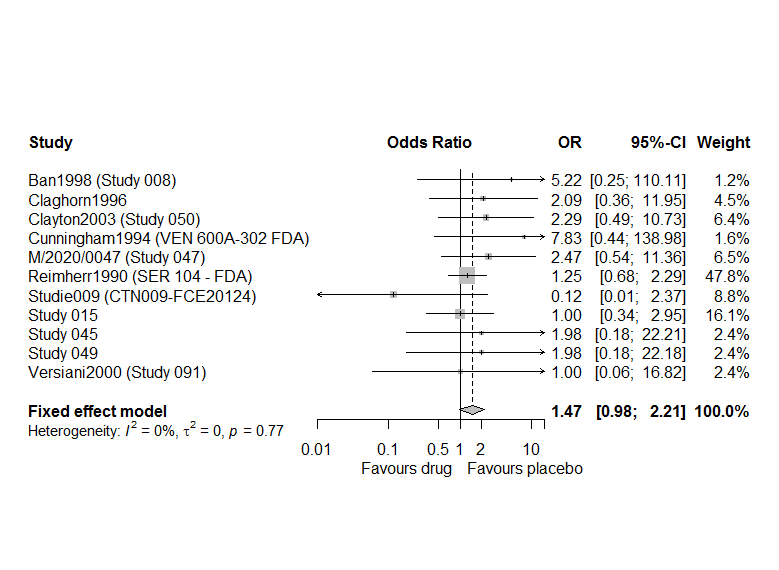 Study Odds Ratio OR 95%-CI Weight
Ban1998 (Study 008) 5.22 [0.25; 110.11] 1.2%
Claghorn1996 2.09 [0.36; 11.95] 4.5%
Clayton2003 (Study 050) 2.29 [0.49; 10.73] 6.4%
Cunningham1994 (VEN 600A-302 FDA) 7.83 [0.44; 138.98] 1.6%
M/2020/0047 (Study 047) 2.47 [0.54; 11.36] 6.5%
Reimherr1990 (SER 104 - FDA) 1.25 [0.68; 2.29] 47.8%
Studie009 (CTN009-FCE20124) 0.12 [0.01; 2.37] 8.8%
Study 015 1.00 [0.34; 2.95] 16.1%
Study 045 1.98 [0.18; 22.21] 2.4%
Study 049 1.98 [0.18; 22.18] 2.4%
Versiani2000 (Study 091) 1.00 [0.06; 16.82] 2.4%
Fixed effect model 1.47 [0.98; 2.21] 100.0%
Heterogeneity: I² = 0%, τ² = 0, p = 0.77
0.01 0.1 0.5 1 2 10
Favours drug Favours placebo